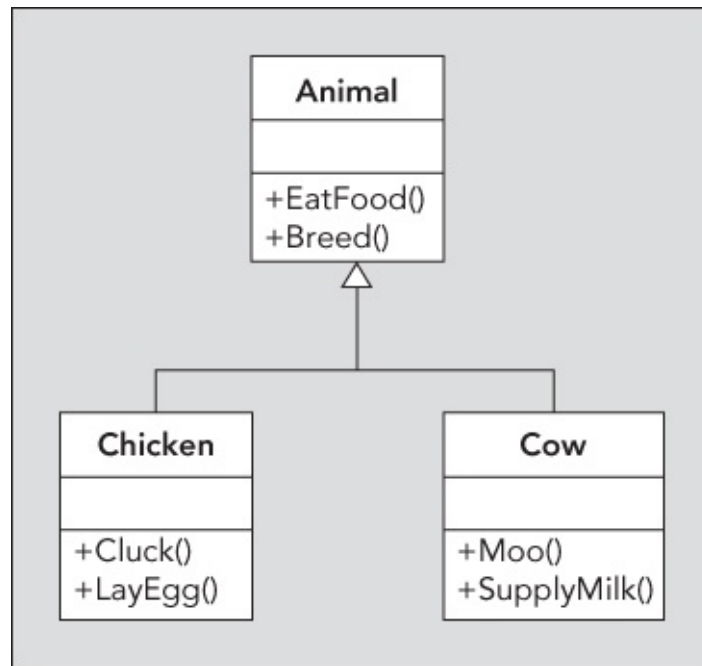 Animal
+EatFood()
+Breed()
Chicken
+Cluck()
+LayEgg()
Cow
+Moo()
+SupplyMilk()